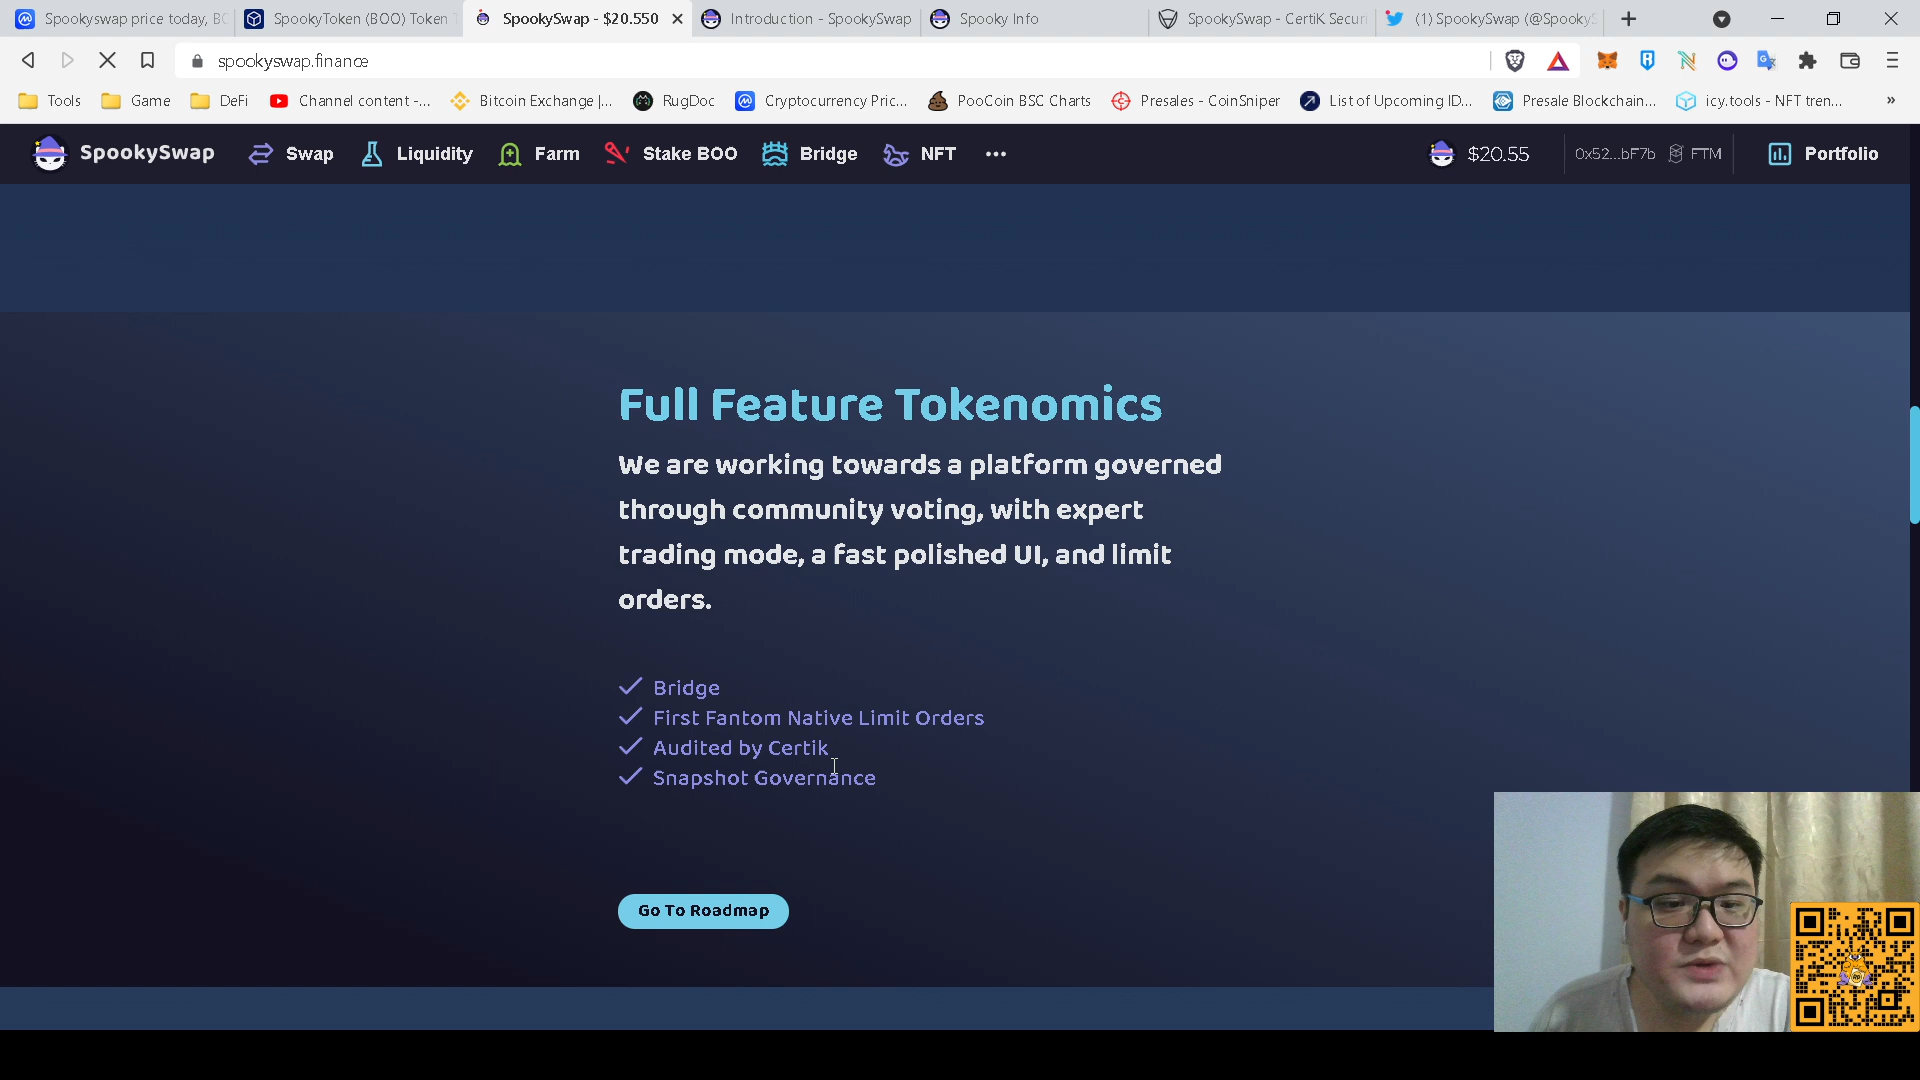 Spookyswap price today, BO
SpookyToken (BOO) Token T
SpookySwap - $20.550
Introduction - SpookySwap
Spooky Info
SpookySwap - CertiK Securi
(1) SpookySwap (@SpookyS
spookyswap.finance
Tools
Game
DeFi
Channel content -...
Bitcoin Exchange |...
RugDoc
Cryptocurrency Pric...
PooCoin BSC Charts
Presales - CoinSniper
List of Upcoming ID...
Presale Blockchain...
icy.tools - NFT tren...
»
SpookySwap
Swap
Liquidity
Farm
Stake BOO
Bridge
NFT
$20.55
0x52...bF7b
FTM
Portfolio
Full Feature Tokenomics
We are working towards a platform governed
through community voting, with expert
trading mode, a fast polished UI, and limit
orders.
Bridge
First Fantom Native Limit Orders
Audited by Certik
Snapshot Governance
Go To Roadmap